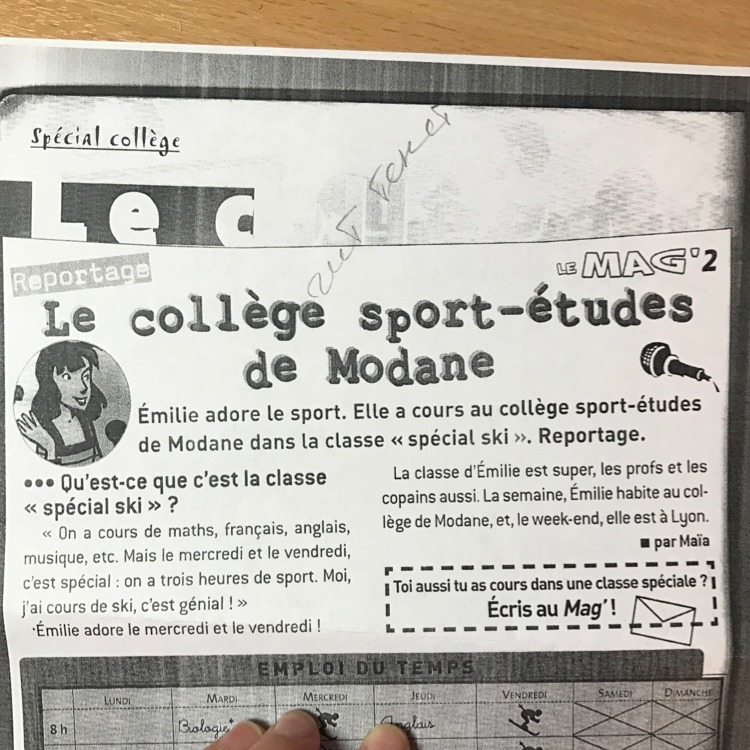 Spécial collège
Le c
Reportage
LE MAG'2
Le collège sport-études
de Modane
Émilie adore le sport. Elle a cours au collège sport-études
de Modane dans la classe « spécial ski ». Reportage.
••• Qu'est-ce que c'est la classe
« spécial ski » ?
« On a cours de maths, français, anglais,
musique, etc. Mais le mercredi et le vendredi,
c'est spécial : on a trois heures de sport. Moi,
j'ai cours de ski, c'est génial ! »
Émilie adore le mercredi et le vendredi !
La classe d'Émilie est super, les profs et les
copains aussi. La semaine, Émilie habite au col-
lège de Modane, et, le week-end, elle est à Lyon.
■ par Maïa
Toi aussi tu as cours dans une classe spéciale ?
Écris au Mag' !
EMPLOI DU TEMPS
LUNDI MARDI MERCREDI JEUDI VENDREDI SAMEDI DIMANCHE
8 h Biologie* Anglais